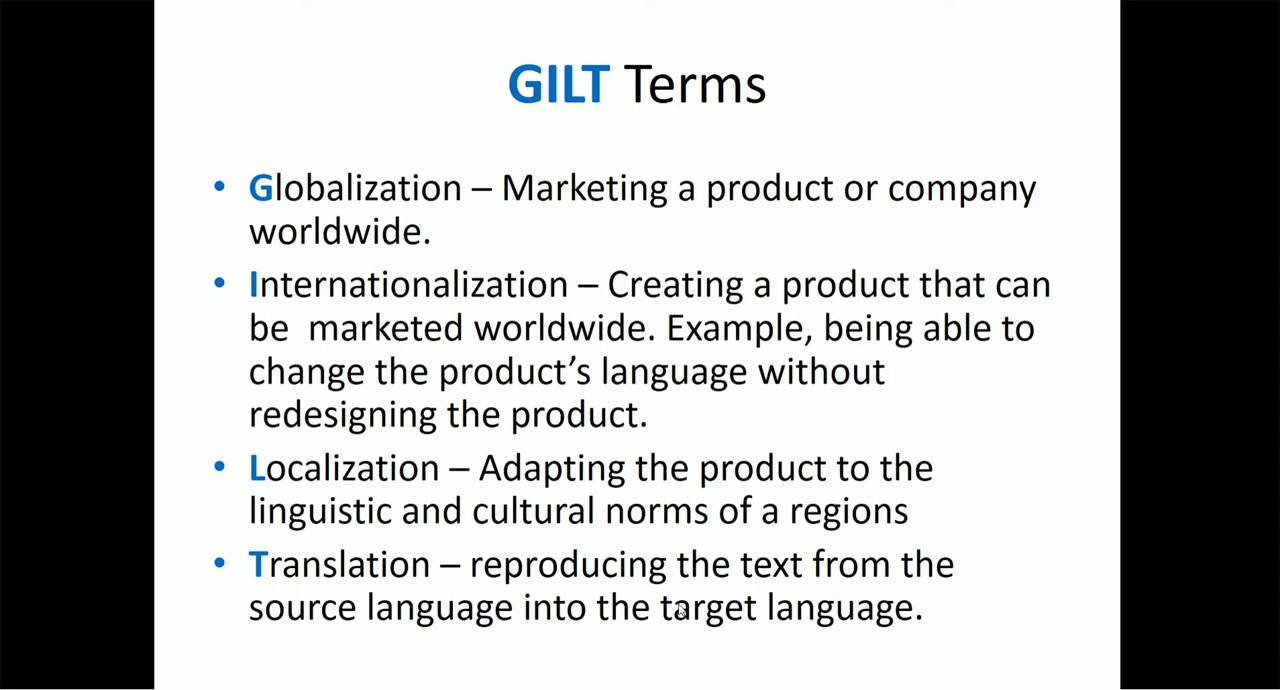 GILT Terms
• Globalization – Marketing a product or company
worldwide.
• Internationalization – Creating a product that can
be  marketed worldwide. Example, being able to
change the product’s language without
redesigning the product.
• Localization – Adapting the product to the
linguistic and cultural norms of a regions
• Translation – reproducing the text from the
source language into the target language.